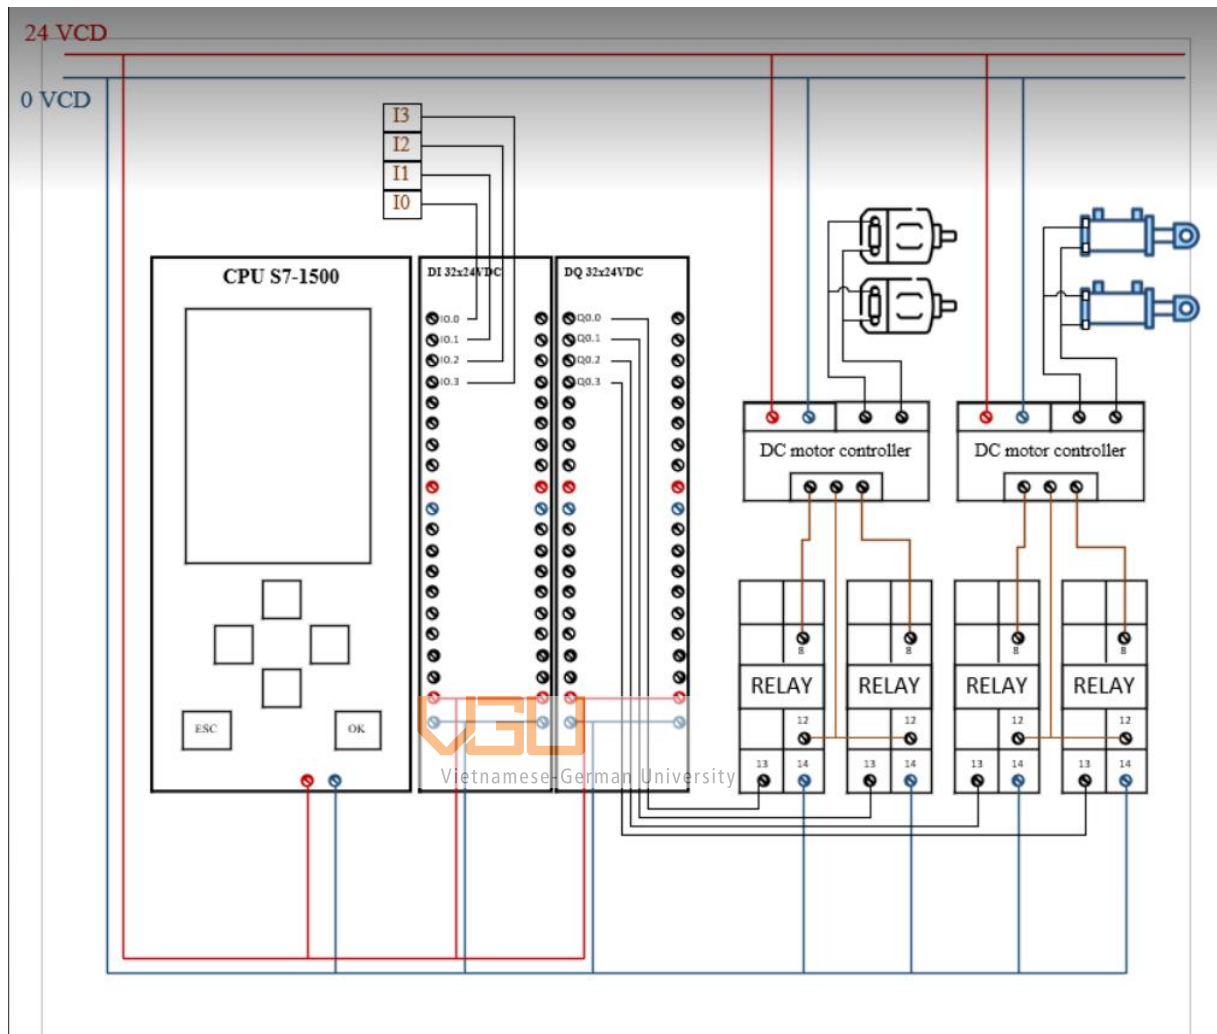 24 VCD
0 VCD
I3
I2
I1
I0
CPU S7-1500
DI 32x24VDC
DQ 32x24VDC
I0.0
I0.1
I0.2
I0.3
Q0.0
Q0.1
Q0.2
Q0.3
DC motor controller
DC motor controller
8
8
8
8
RELAY
RELAY
RELAY
RELAY
12
12
12
12
13
14
13
14
13
14
13
14
ESC
OK
VGU
Vietnamese-German University